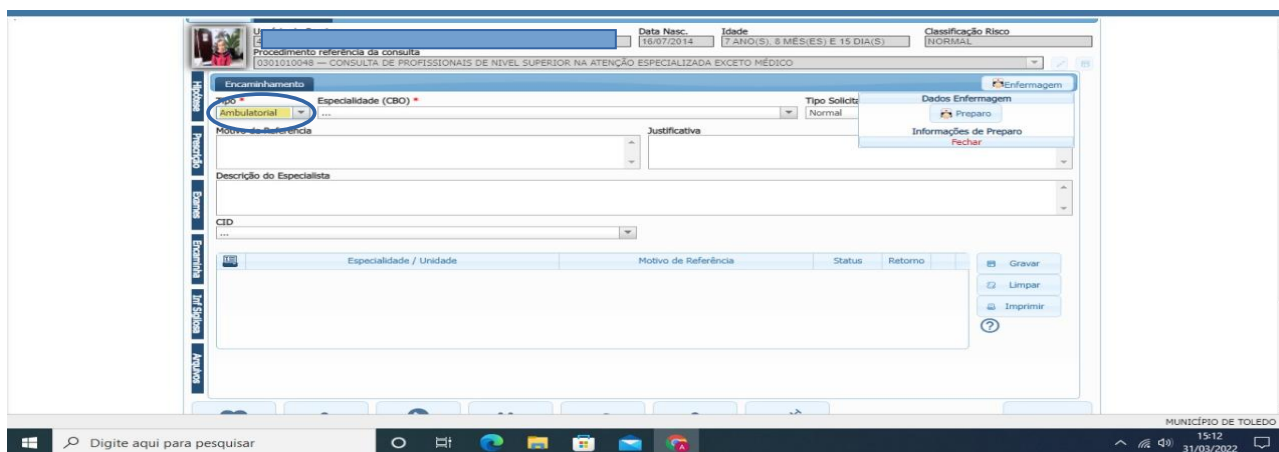 Data Nasc. Idade Classificação Risco
16/07/2014 7 ANO(S), 8 MÊS(ES) E 15 DIA(S) NORMAL
Procedimento referência da consulta
0301010048 — CONSULTA DE PROFISSIONAIS DE NIVEL SUPERIOR NA ATENÇÃO ESPECIALIZADA EXCETO MÉDICO
Hipótese
Prescrição
Exames
Encaminha
Inf Sigilosa
Arquivos
Encaminhamento Enfermagem
Tipo * Especialidade (CBO) * Tipo Solicita Dados Enfermagem
Ambulatorial ... Normal Preparo
Motivo de Referência Justificativa Informações de Preparo
Fechar
Descrição do Especialista
CID
...
Especialidade / Unidade Motivo de Referência Status Retorno Gravar
Limpar
Imprimir
?
MUNICÍPIO DE TOLEDO
Digite aqui para pesquisar 15:12
31/03/2022